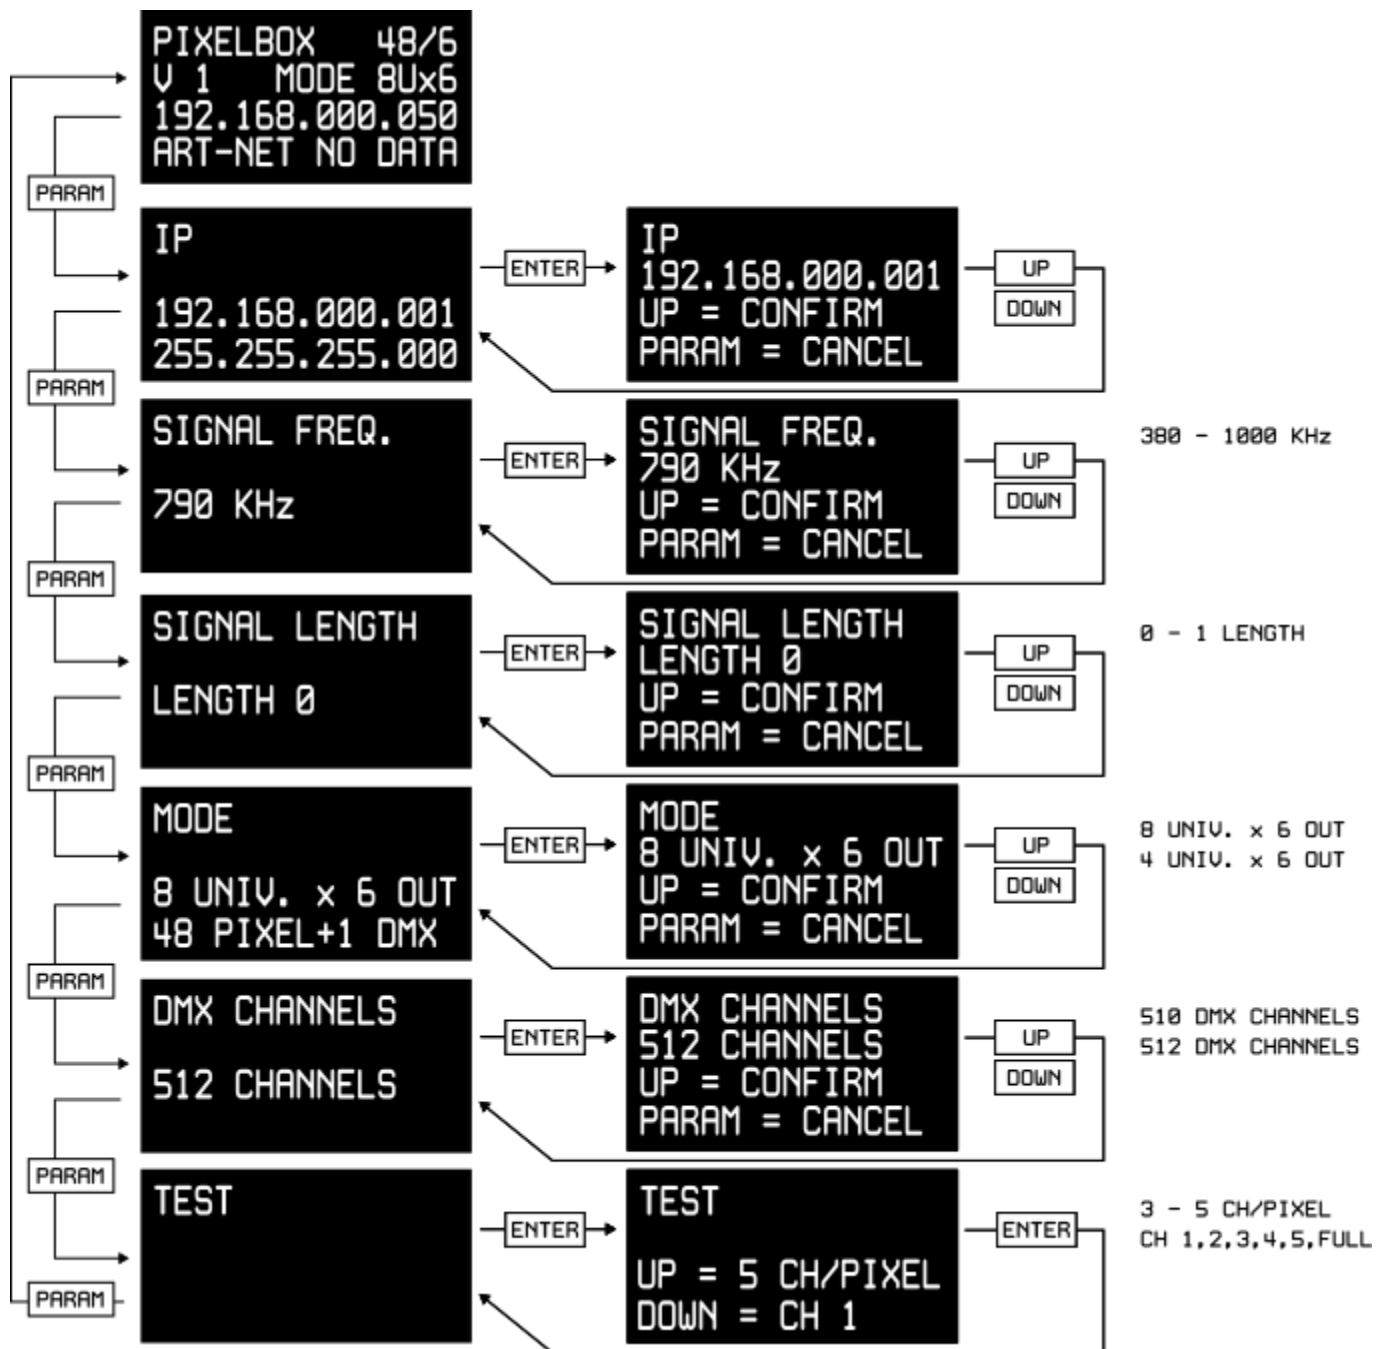 PIXELBOX 48/6
V 1 MODE 8Ux6
192.168.000.050
ART-NET NO DATA
PARAM
IP
192.168.000.001
255.255.255.000
ENTER
IP
192.168.000.001
UP = CONFIRM
PARAM = CANCEL
UP
DOWN
PARAM
SIGNAL FREQ.
790 KHz
ENTER
SIGNAL FREQ.
790 KHz
UP = CONFIRM
PARAM = CANCEL
UP
DOWN
380 - 1000 KHz
PARAM
SIGNAL LENGTH
LENGTH 0
ENTER
SIGNAL LENGTH
LENGTH 0
UP = CONFIRM
PARAM = CANCEL
UP
DOWN
0 - 1 LENGTH
PARAM
MODE
8 UNIV. x 6 OUT
48 PIXEL+1 DMX
ENTER
MODE
8 UNIV. x 6 OUT
UP = CONFIRM
PARAM = CANCEL
UP
DOWN
8 UNIV. x 6 OUT
4 UNIV. x 6 OUT
PARAM
DMX CHANNELS
512 CHANNELS
ENTER
DMX CHANNELS
512 CHANNELS
UP = CONFIRM
PARAM = CANCEL
UP
DOWN
510 DMX CHANNELS
512 DMX CHANNELS
PARAM
TEST
ENTER
TEST
UP = 5 CH/PIXEL
DOWN = CH 1
ENTER
3 - 5 CH/PIXEL
CH 1,2,3,4,5,FULL
PARAM